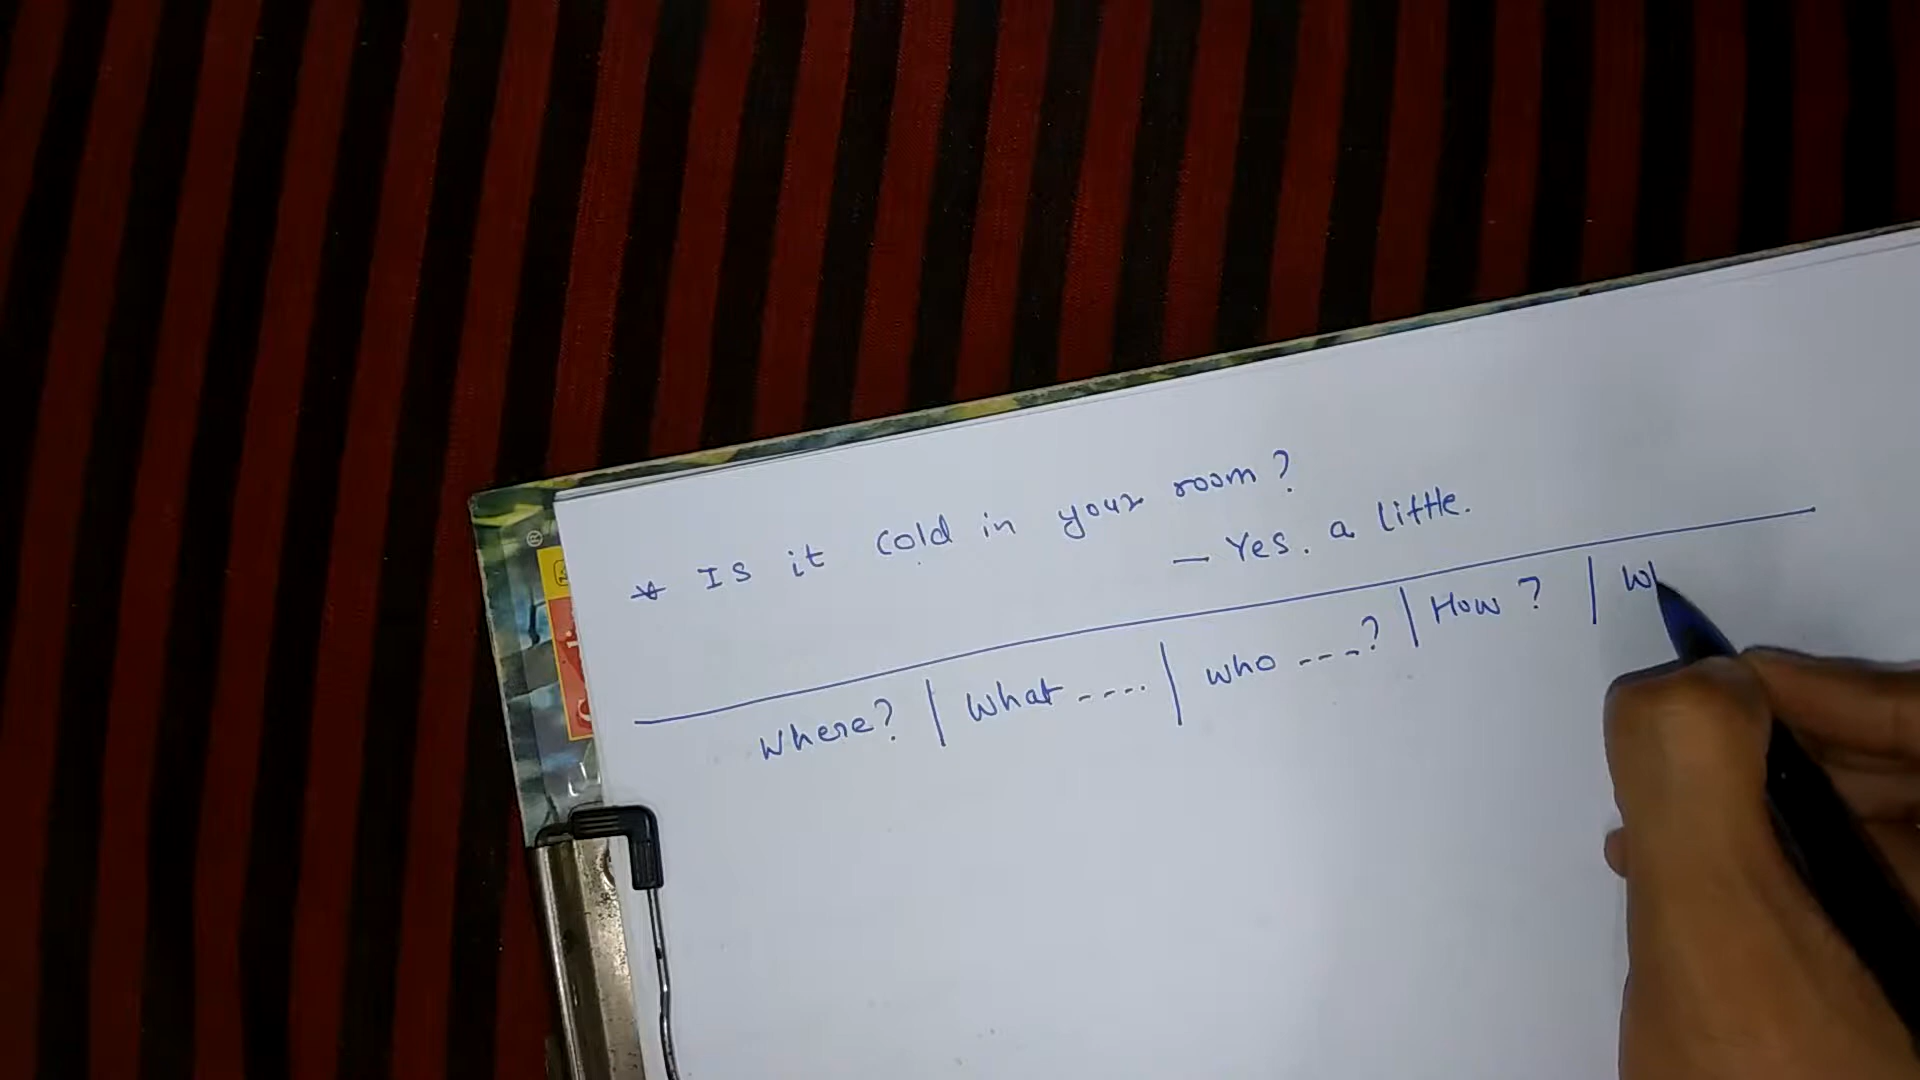 * Is it cold in your room?
— Yes. a little.
Where? | What ---- | who ---? | How? | W